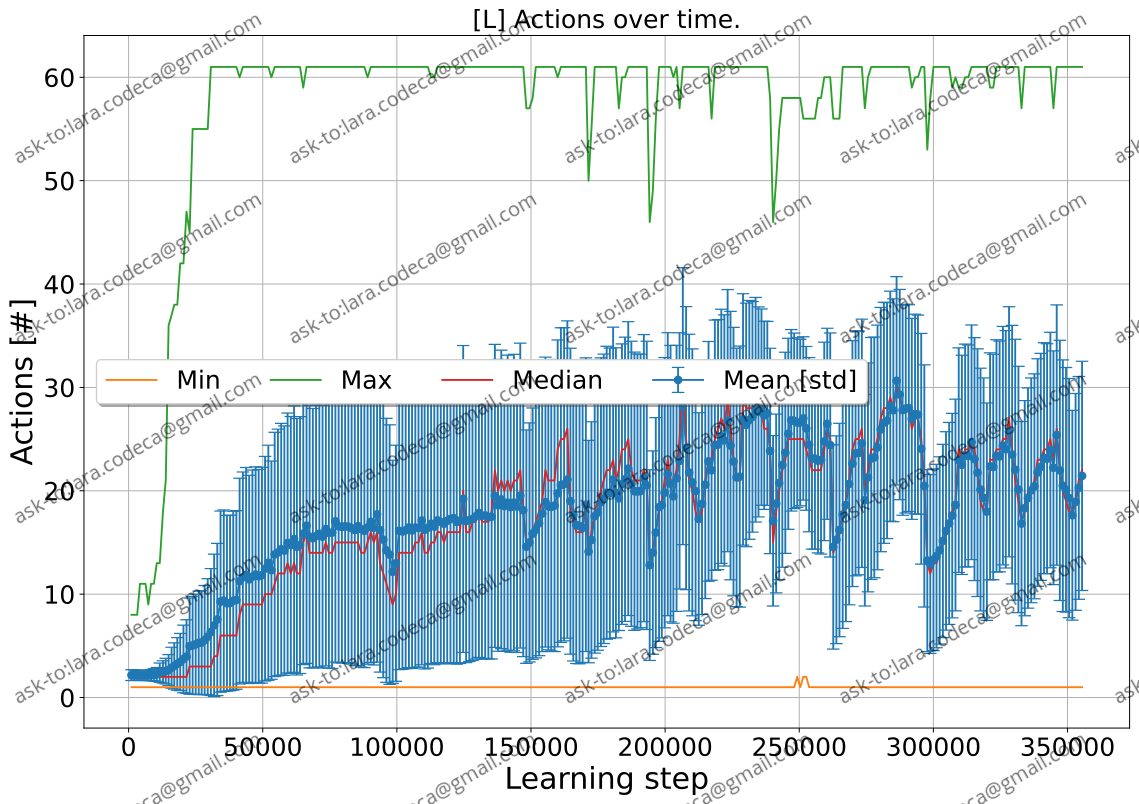 [L] Actions over time.
Actions [#]
60
50
40
30
20
10
0
Min Max Median Mean [std]
0 50000 100000 150000 200000 250000 300000 350000
Learning step
ask-to:lara.codeca@gmail.com